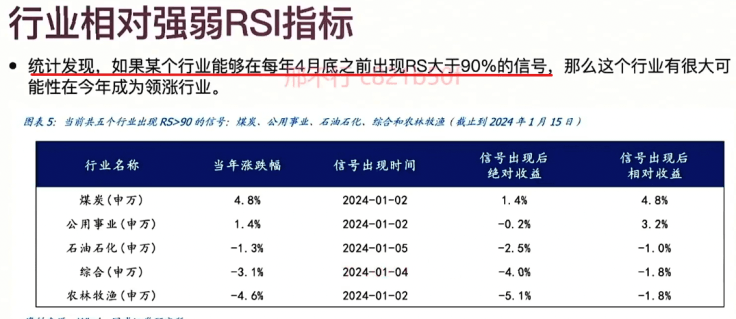 行业相对强弱RSI指标
• 统计发现，如果某个行业能够在每年4月底之前出现RS大于90%的信号，那么这个行业有很大可
能性在今年成为领涨行业。
图表5：当前共五个行业出现RS>90的信号：煤炭、公用事业、石油石化、综合和农林牧渔（截止到2024年1月15日）
行业名称 当年涨跌幅 信号出现时间 信号出现后绝对收益 信号出现后相对收益
煤炭(申万) 4.8% 2024-01-02 1.4% 4.8%
公用事业(申万) 1.4% 2024-01-02 -0.2% 3.2%
石油石化(申万) -1.3% 2024-01-05 -2.5% -1.0%
综合(申万) -3.1% 2024-01-04 -4.0% -1.8%
农林牧渔(申万) -4.6% 2024-01-02 -5.1% -1.8%